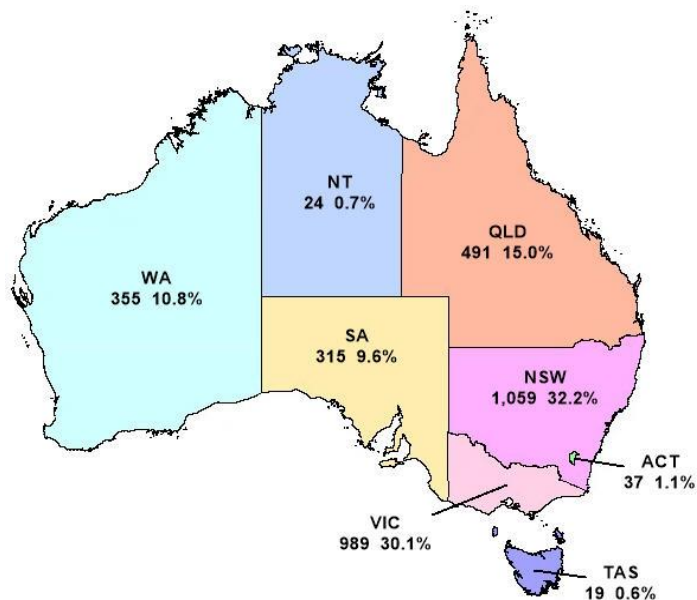 NT
24 0.7%
QLD
491 15.0%
WA
355 10.8%
SA
315 9.6%
NSW
1,059 32.2%
ACT
37 1.1%
VIC
989 30.1%
TAS
19 0.6%